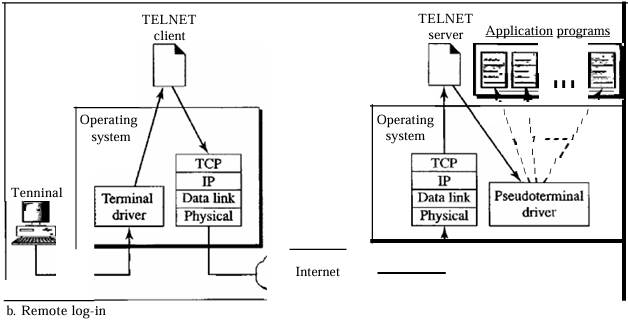 TELNET
client
TELNET
server
Application programs
Operating
system
Operating
system
TCP
IP
Data link
Physical
TCP
IP
Data link
Physical
Tenninal
Terminal
driver
Pseudoterminal
driver
Internet
b. Remote log-in